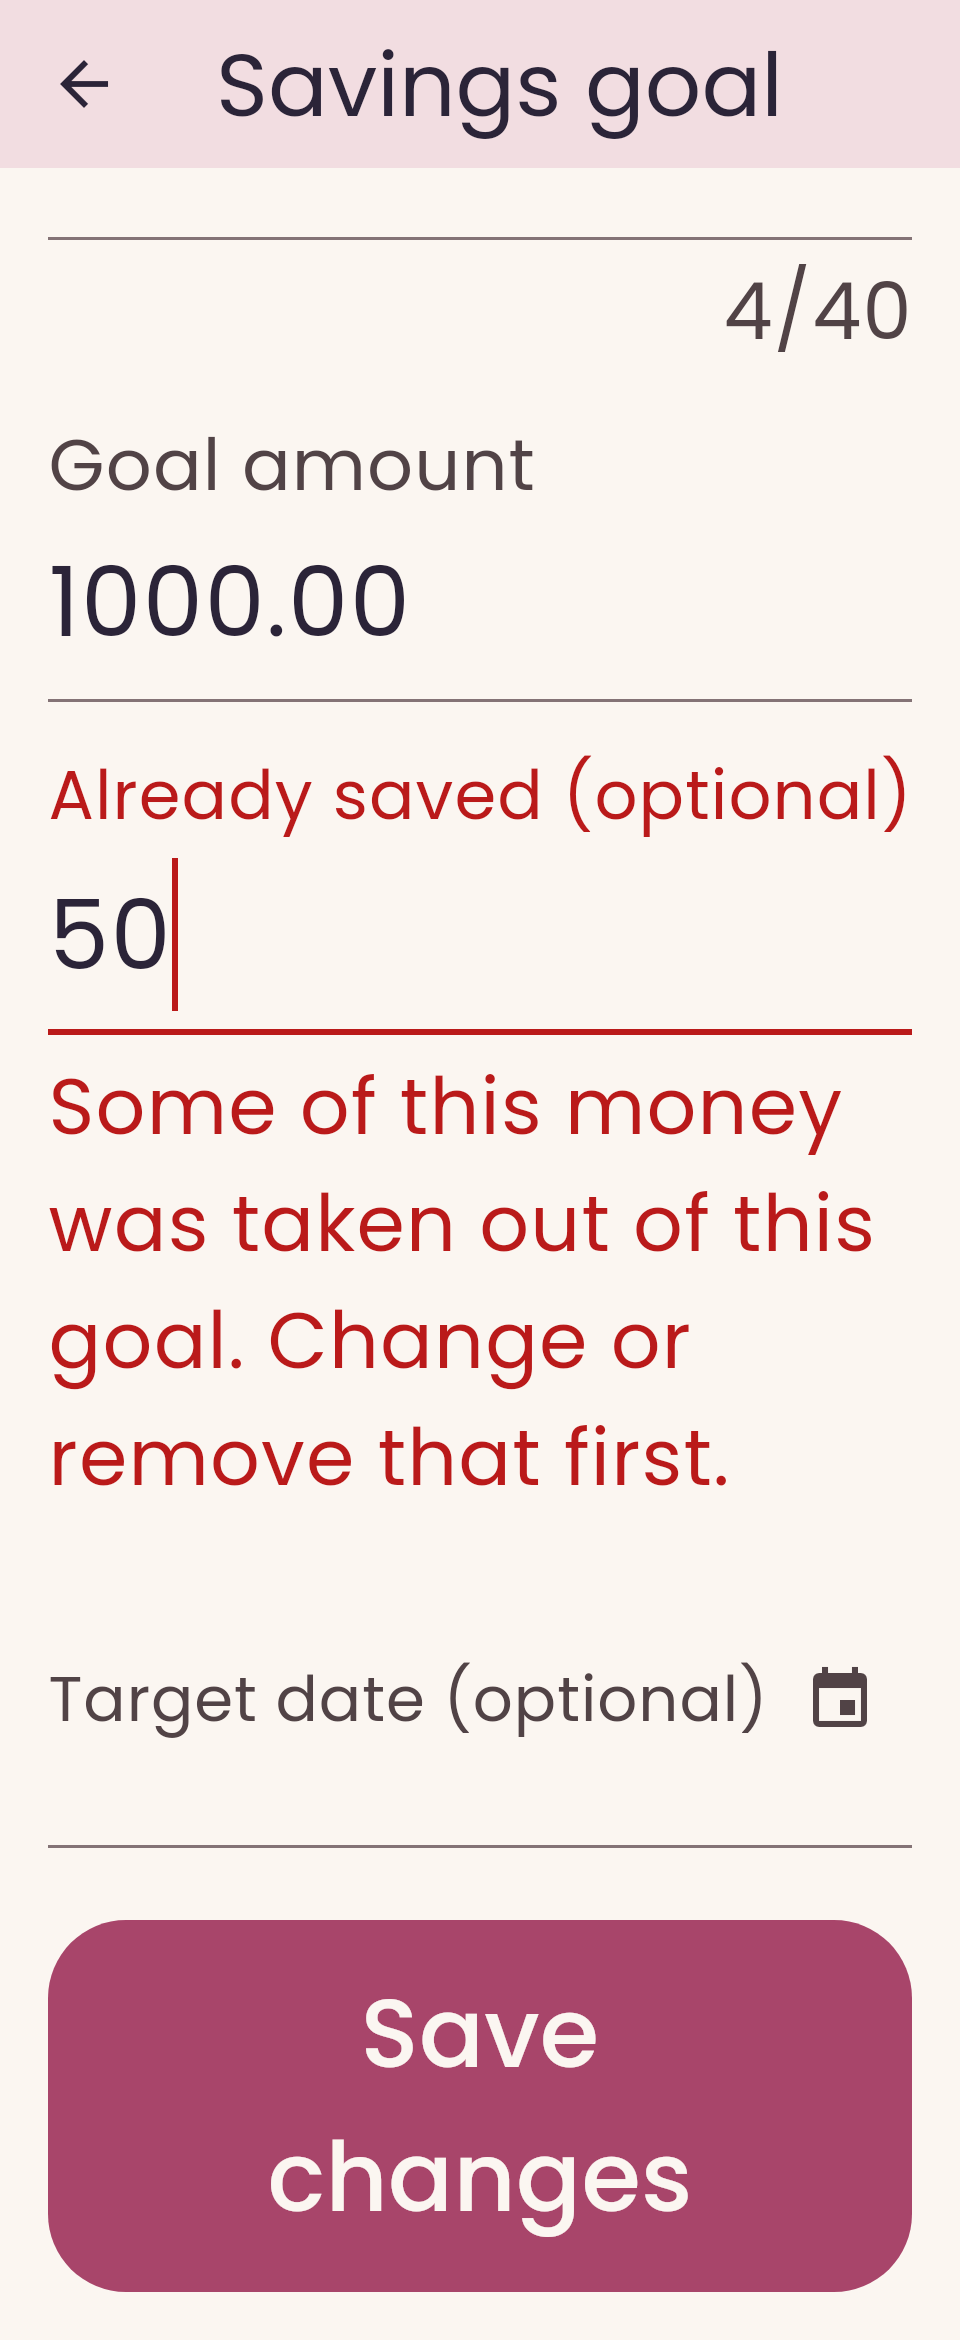 Savings goal
4/40
Goal amount
1000.00
Already saved (optional)
50
Some of this money
was taken out of this
goal. Change or
remove that first.
Target date (optional)
Save
changes